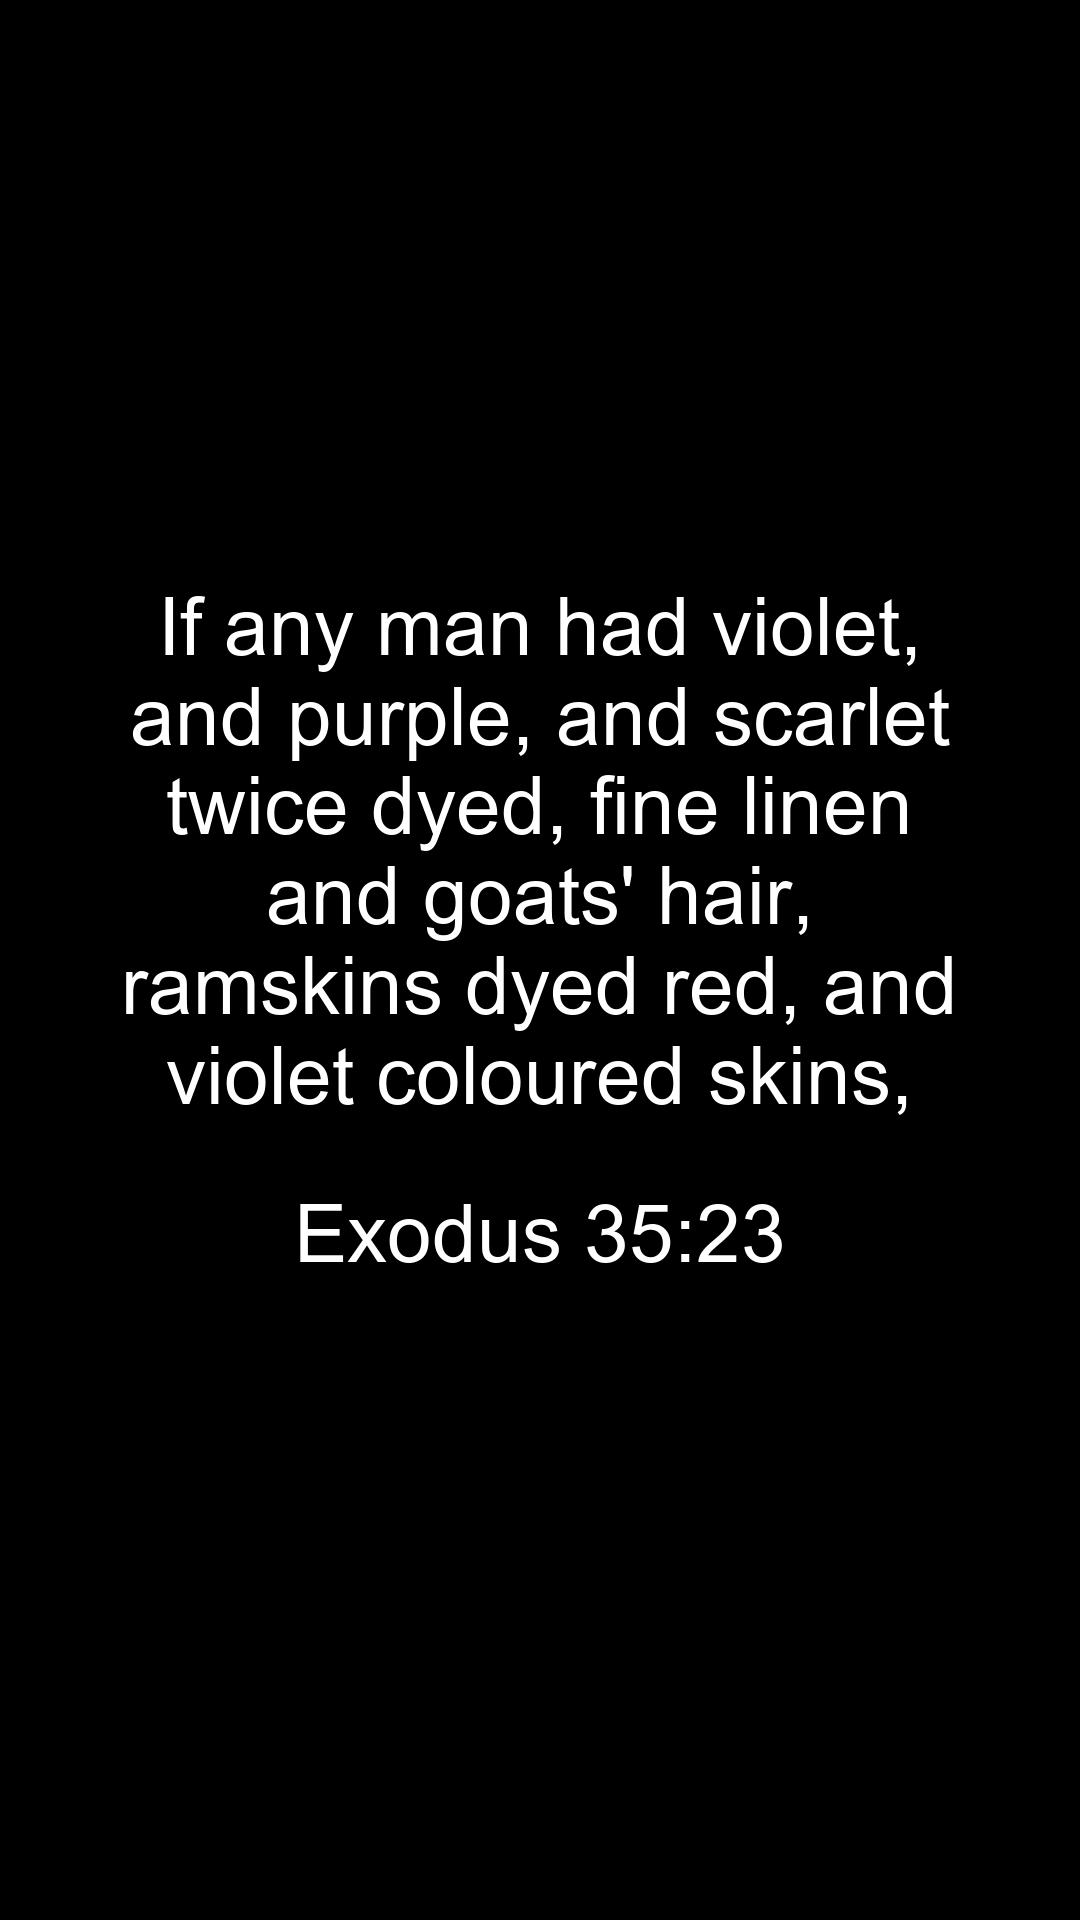 If any man had violet,
and purple, and scarlet
twice dyed, fine linen
and goats' hair,
ramskins dyed red, and
violet coloured skins,
Exodus 35:23